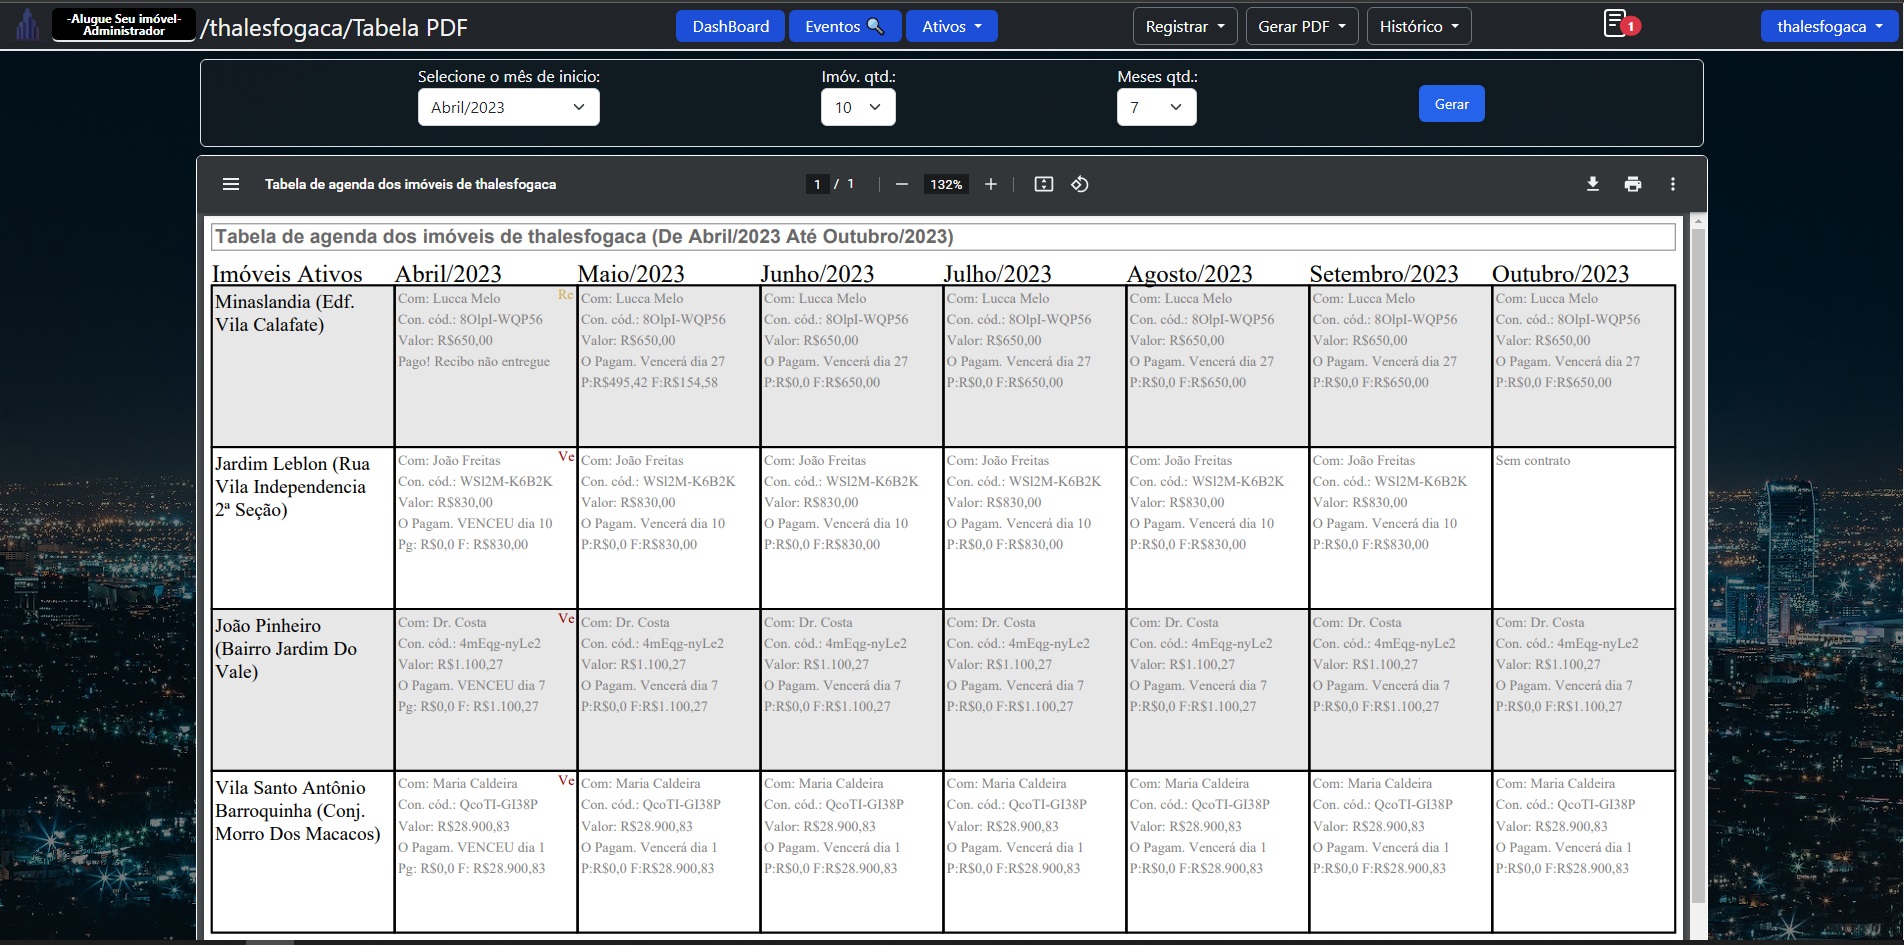 -Alugue Seu imóvel-
Administrador
/thalesfogaca/Tabela PDF
DashBoard
Eventos
Ativos
Registrar
Gerar PDF
Histórico
1
thalesfogaca
Selecione o mês de inicio:
Imóv. qtd.:
Meses qtd.:
Abril/2023
10
7
Gerar
Tabela de agenda dos imóveis de thalesfogaca
1 / 1
132%
Tabela de agenda dos imóveis de thalesfogaca (De Abril/2023 Até Outubro/2023)
Imóveis Ativos Abril/2023 Maio/2023 Junho/2023 Julho/2023 Agosto/2023 Setembro/2023 Outubro/2023
Minaslandia (Edf.
Vila Calafate)
Re
Com: Lucca Melo
Con. cód.: 8OlpI-WQP56
Valor: R$650,00
Pago! Recibo não entregue
Com: Lucca Melo
Con. cód.: 8OlpI-WQP56
Valor: R$650,00
O Pagam. Vencerá dia 27
P:R$495,42 F:R$154,58
Com: Lucca Melo
Con. cód.: 8OlpI-WQP56
Valor: R$650,00
O Pagam. Vencerá dia 27
P:R$0,0 F:R$650,00
Com: Lucca Melo
Con. cód.: 8OlpI-WQP56
Valor: R$650,00
O Pagam. Vencerá dia 27
P:R$0,0 F:R$650,00
Com: Lucca Melo
Con. cód.: 8OlpI-WQP56
Valor: R$650,00
O Pagam. Vencerá dia 27
P:R$0,0 F:R$650,00
Com: Lucca Melo
Con. cód.: 8OlpI-WQP56
Valor: R$650,00
O Pagam. Vencerá dia 27
P:R$0,0 F:R$650,00
Com: Lucca Melo
Con. cód.: 8OlpI-WQP56
Valor: R$650,00
O Pagam. Vencerá dia 27
P:R$0,0 F:R$650,00
Jardim Leblon (Rua
Vila Independencia
2ª Seção)
Ve
Com: João Freitas
Con. cód.: WSl2M-K6B2K
Valor: R$830,00
O Pagam. VENCEU dia 10
Pg: R$0,0 F: R$830,00
Com: João Freitas
Con. cód.: WSl2M-K6B2K
Valor: R$830,00
O Pagam. Vencerá dia 10
P:R$0,0 F:R$830,00
Com: João Freitas
Con. cód.: WSl2M-K6B2K
Valor: R$830,00
O Pagam. Vencerá dia 10
P:R$0,0 F:R$830,00
Com: João Freitas
Con. cód.: WSl2M-K6B2K
Valor: R$830,00
O Pagam. Vencerá dia 10
P:R$0,0 F:R$830,00
Com: João Freitas
Con. cód.: WSl2M-K6B2K
Valor: R$830,00
O Pagam. Vencerá dia 10
P:R$0,0 F:R$830,00
Com: João Freitas
Con. cód.: WSl2M-K6B2K
Valor: R$830,00
O Pagam. Vencerá dia 10
P:R$0,0 F:R$830,00
Sem contrato
João Pinheiro
(Bairro Jardim Do
Vale)
Ve
Com: Dr. Costa
Con. cód.: 4mEqg-nyLe2
Valor: R$1.100,27
O Pagam. VENCEU dia 7
Pg: R$0,0 F: R$1.100,27
Com: Dr. Costa
Con. cód.: 4mEqg-nyLe2
Valor: R$1.100,27
O Pagam. Vencerá dia 7
P:R$0,0 F:R$1.100,27
Com: Dr. Costa
Con. cód.: 4mEqg-nyLe2
Valor: R$1.100,27
O Pagam. Vencerá dia 7
P:R$0,0 F:R$1.100,27
Com: Dr. Costa
Con. cód.: 4mEqg-nyLe2
Valor: R$1.100,27
O Pagam. Vencerá dia 7
P:R$0,0 F:R$1.100,27
Com: Dr. Costa
Con. cód.: 4mEqg-nyLe2
Valor: R$1.100,27
O Pagam. Vencerá dia 7
P:R$0,0 F:R$1.100,27
Com: Dr. Costa
Con. cód.: 4mEqg-nyLe2
Valor: R$1.100,27
O Pagam. Vencerá dia 7
P:R$0,0 F:R$1.100,27
Com: Dr. Costa
Con. cód.: 4mEqg-nyLe2
Valor: R$1.100,27
O Pagam. Vencerá dia 7
P:R$0,0 F:R$1.100,27
Vila Santo Antônio
Barroquinha (Conj.
Morro Dos Macacos)
Ve
Com: Maria Caldeira
Con. cód.: QcoTI-GI38P
Valor: R$28.900,83
O Pagam. VENCEU dia 1
Pg: R$0,0 F: R$28.900,83
Com: Maria Caldeira
Con. cód.: QcoTI-GI38P
Valor: R$28.900,83
O Pagam. Vencerá dia 1
P:R$0,0 F:R$28.900,83
Com: Maria Caldeira
Con. cód.: QcoTI-GI38P
Valor: R$28.900,83
O Pagam. Vencerá dia 1
P:R$0,0 F:R$28.900,83
Com: Maria Caldeira
Con. cód.: QcoTI-GI38P
Valor: R$28.900,83
O Pagam. Vencerá dia 1
P:R$0,0 F:R$28.900,83
Com: Maria Caldeira
Con. cód.: QcoTI-GI38P
Valor: R$28.900,83
O Pagam. Vencerá dia 1
P:R$0,0 F:R$28.900,83
Com: Maria Caldeira
Con. cód.: QcoTI-GI38P
Valor: R$28.900,83
O Pagam. Vencerá dia 1
P:R$0,0 F:R$28.900,83
Com: Maria Caldeira
Con. cód.: QcoTI-GI38P
Valor: R$28.900,83
O Pagam. Vencerá dia 1
P:R$0,0 F:R$28.900,83